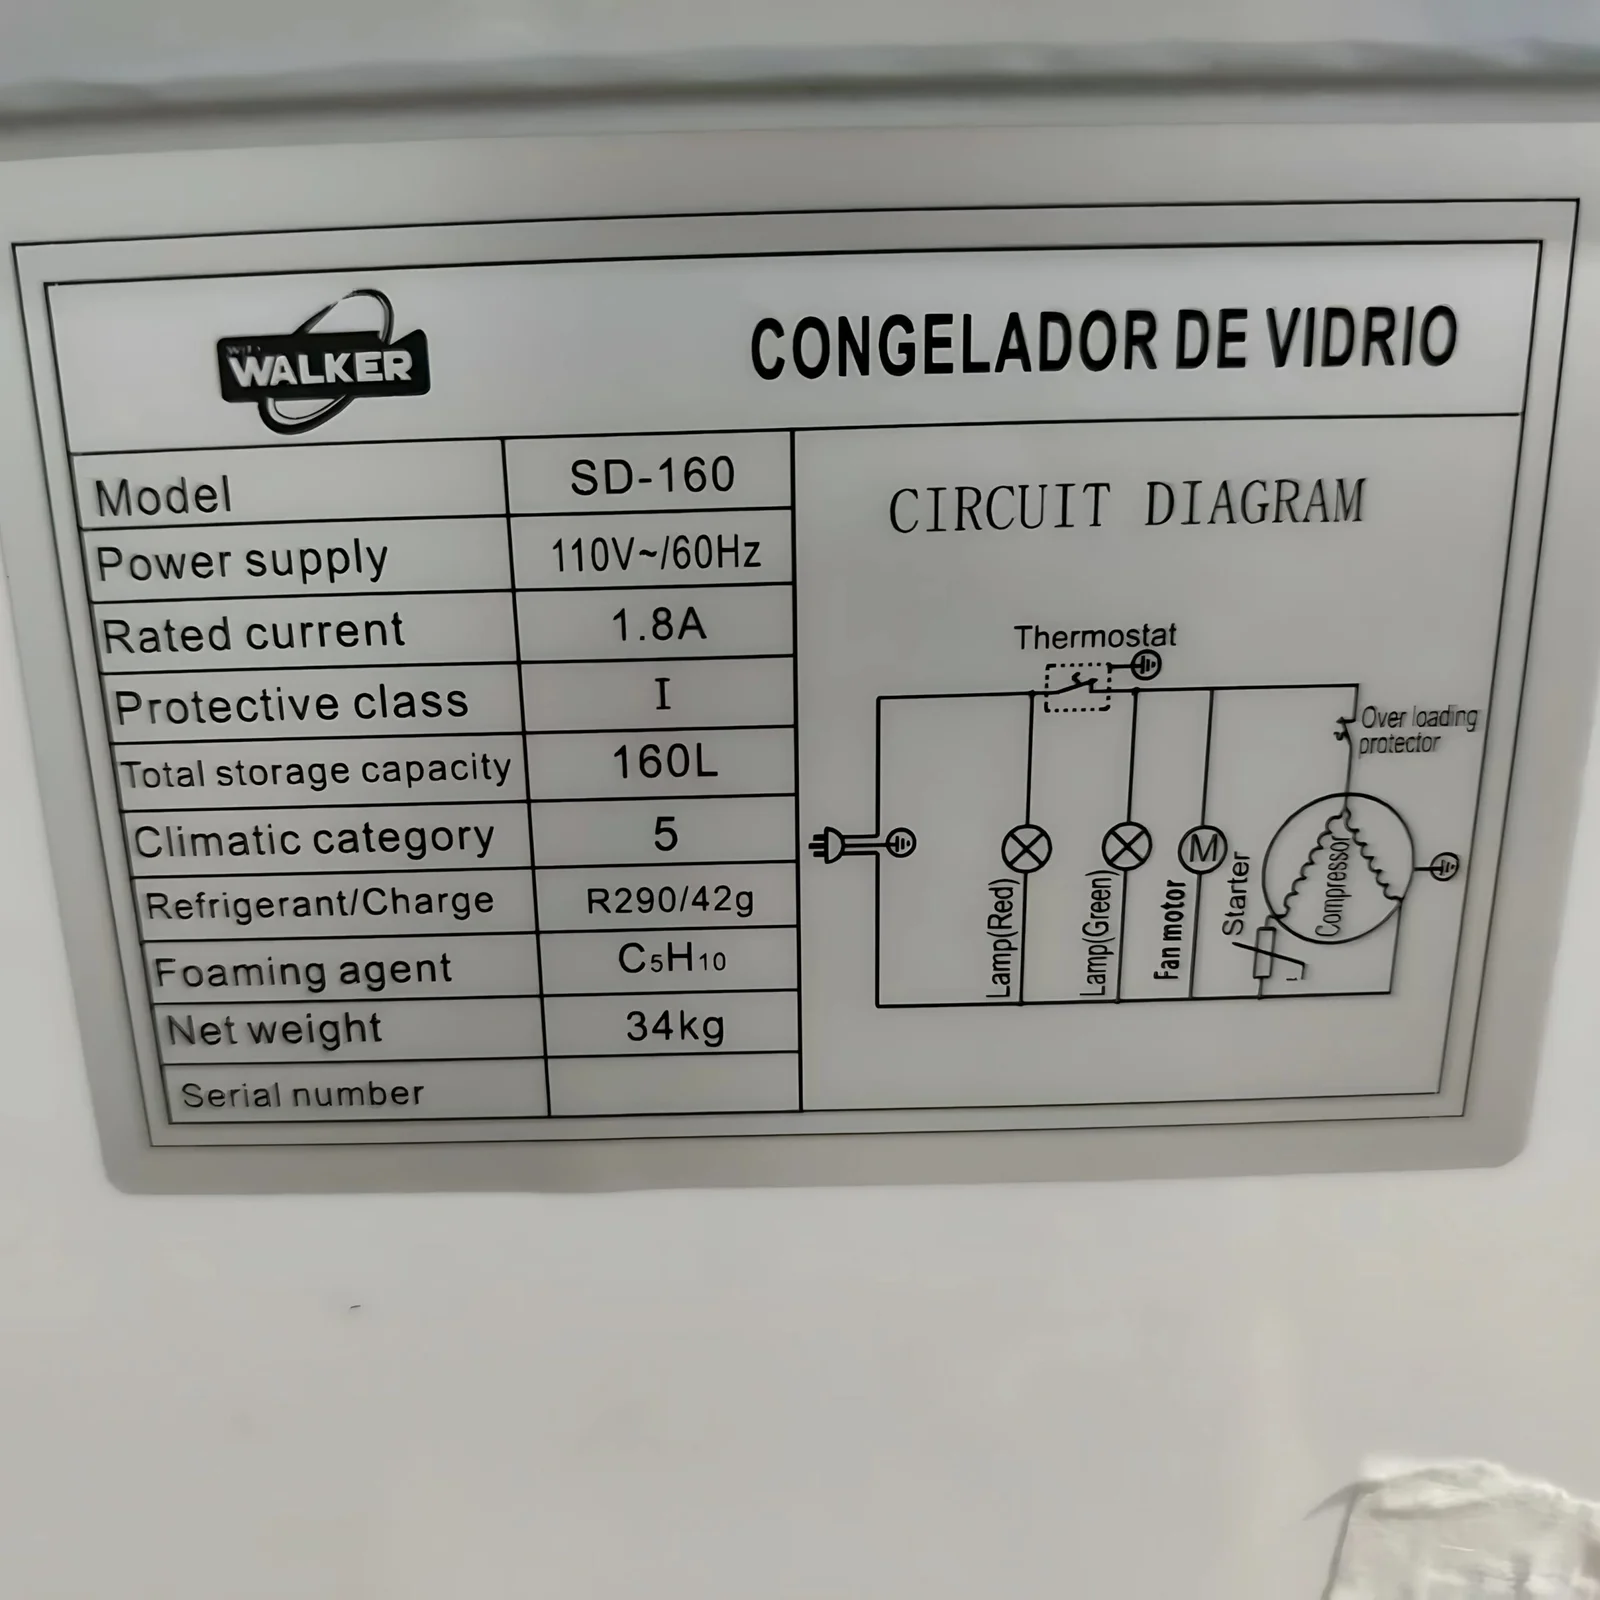 WALKER
CONGELADOR DE VIDRIO
Model SD-160
Power supply 110V~/60Hz
Rated current 1.8A
Protective class I
Total storage capacity 160L
Climatic category 5
Refrigerant/Charge R290/42g
Foaming agent C5H10
Net weight 34kg
Serial number
CIRCUIT DIAGRAM
Thermostat
Over loading
protector
Lamp(Red)
Lamp(Green)
M
Fan motor
Starter
Compressor